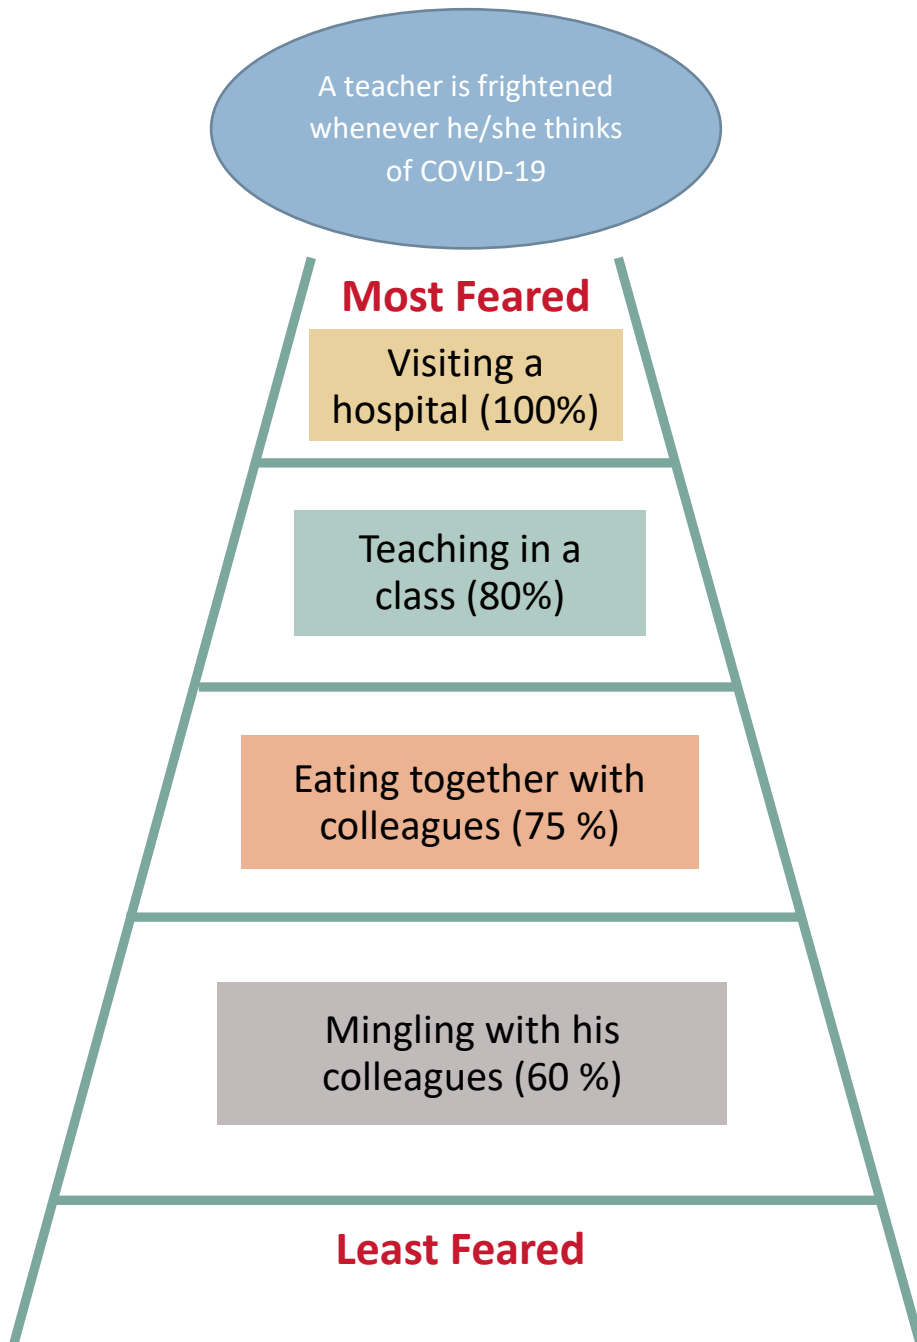 A teacher is frightened
whenever he/she thinks
of COVID-19
Most Feared
Visiting a
hospital (100%)
Teaching in a
class (80%)
Eating together with
colleagues (75 %)
Mingling with his
colleagues (60 %)
Least Feared